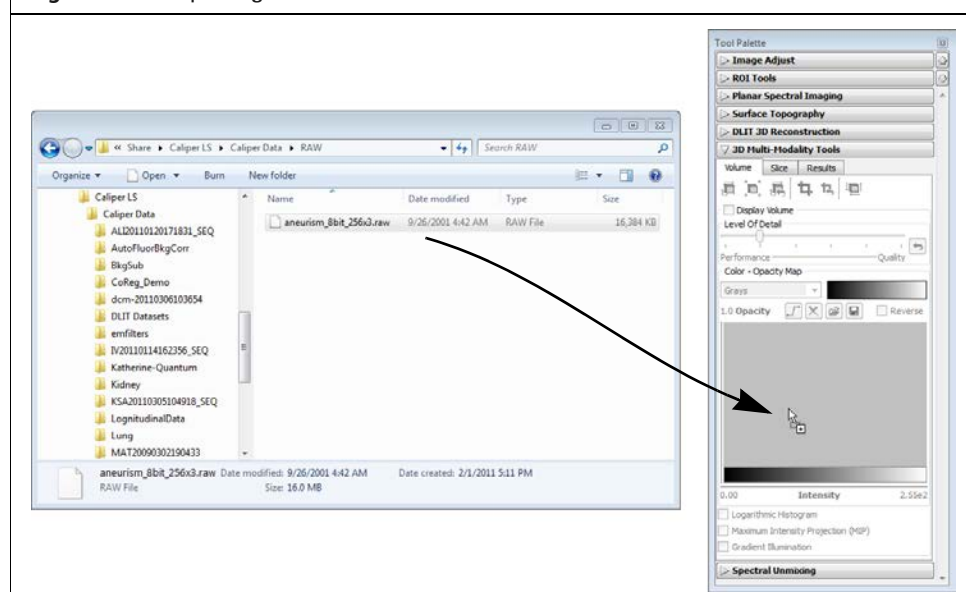 Tool Palette
Image Adjust
ROI Tools
Planar Spectral Imaging
Surface Topography
DLIT 3D Reconstruction
3D Multi-Modality Tools
Volume Slice Results
Display Volume
Level Of Detail
Performance Quality
Color - Opacity Map
Grays
1.0 Opacity Reverse
0.00 Intensity 2.55e2
Logarithmic Histogram
Maximum Intensity Projection (MIP)
Gradient Illumination
Spectral Unmixing
« Share Caliper LS Caliper Data RAW Search RAW
Organize Open Burn New folder
Name Date modified Type Size
aneurism_8bit_256x3.raw 9/26/2001 4:42 AM RAW File 16,384 KB
Caliper LS
Caliper Data
ALI20110120171831_SEQ
AutoFluorBkgCorr
BkgSub
CoReg_Demo
dcm-20110306103654
DLIT Datasets
emfilters
IV20110114162356_SEQ
Katherine-Quantum
Kidney
KSA20110305104918_SEQ
LognitudinalData
Lung
MAT20090302190433
aneurism_8bit_256x3.raw Date modified: 9/26/2001 4:42 AM Date created: 2/1/2011 5:11 PM
RAW File Size: 16.0 MB